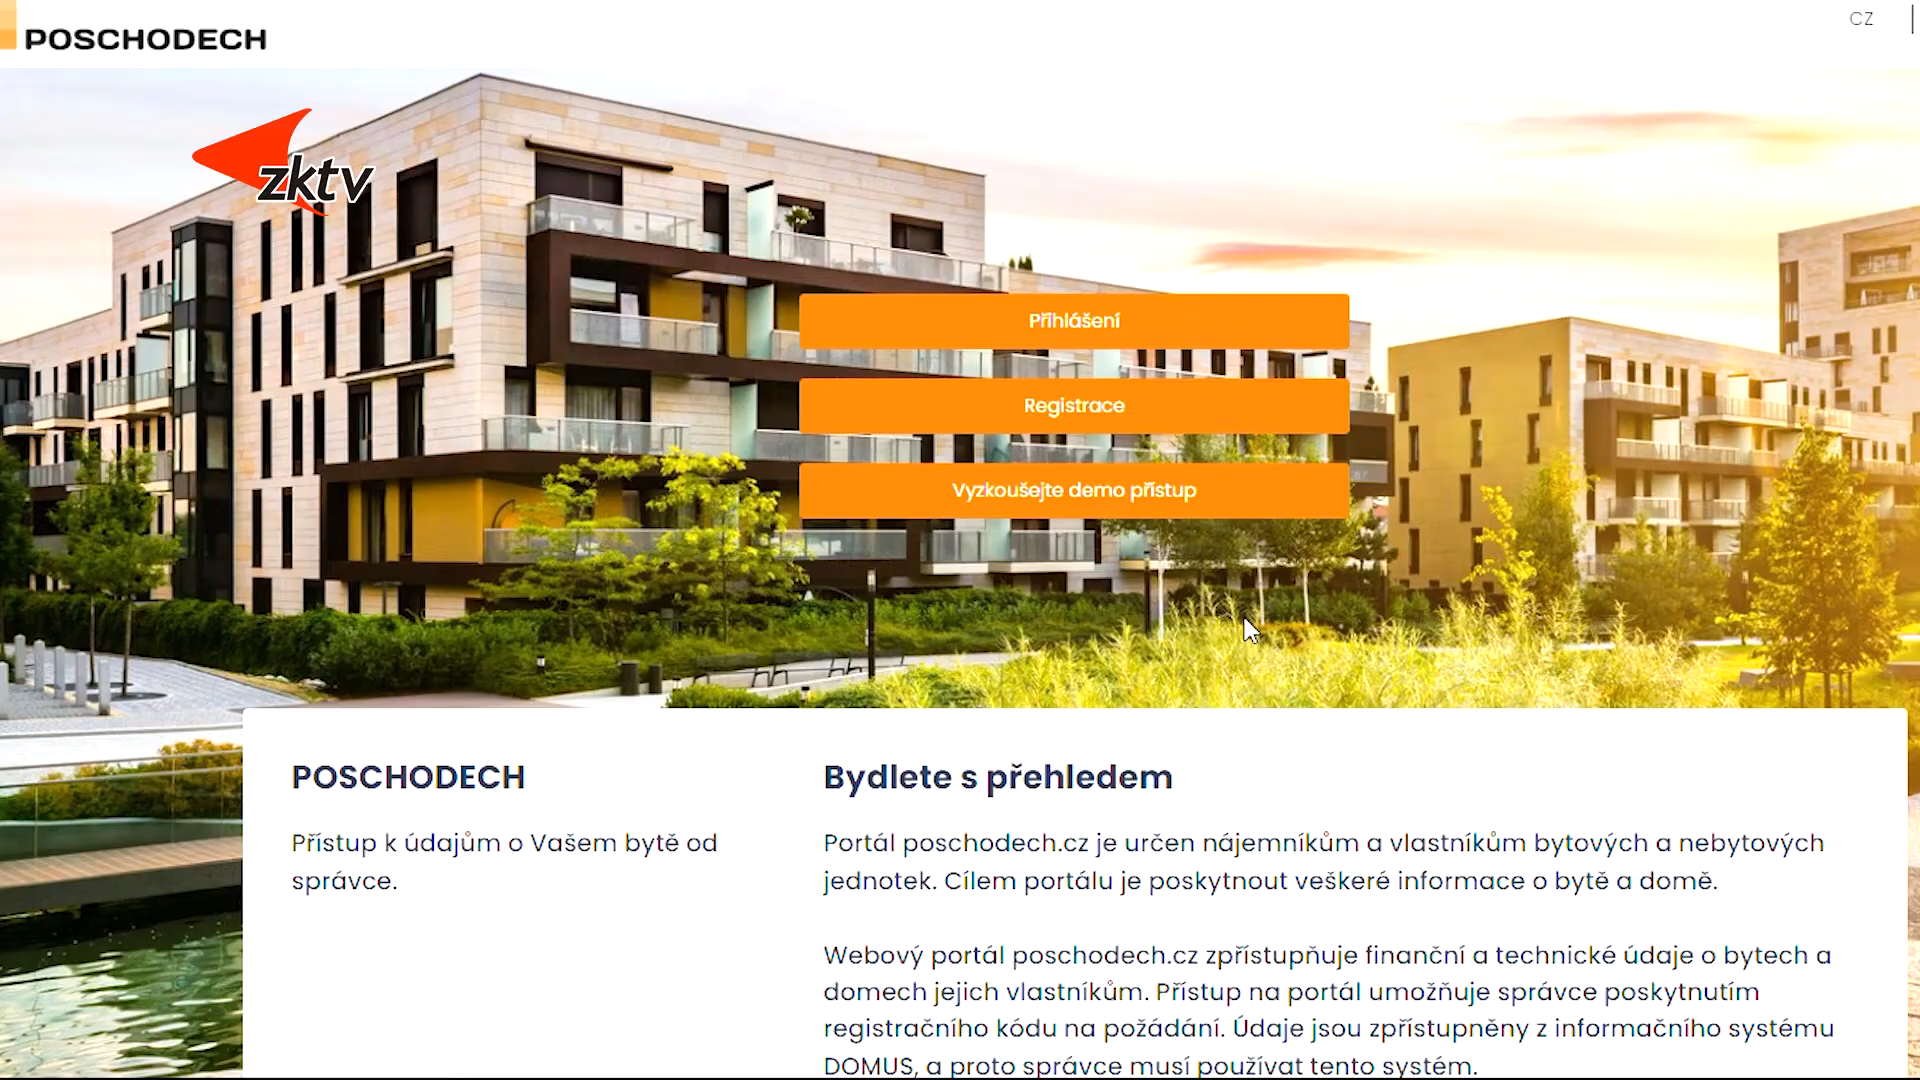 POSCHODECH
CZ
zktv
Přihlášení
Registrace
Vyzkoušejte demo přístup
POSCHODECH
Přístup k údajům o Vašem bytě od
správce.
Bydlete s přehledem
Portál poschodech.cz je určen nájemníkům a vlastníkům bytových a nebytových
jednotek. Cílem portálu je poskytnout veškeré informace o bytě a domě.
Webový portál poschodech.cz zpřístupňuje finanční a technické údaje o bytech a
domech jejich vlastníkům. Přístup na portál umožňuje správce poskytnutím
registračního kódu na požádání. Údaje jsou zpřístupněny z informačního systému
DOMUS, a proto správce musí používat tento systém.